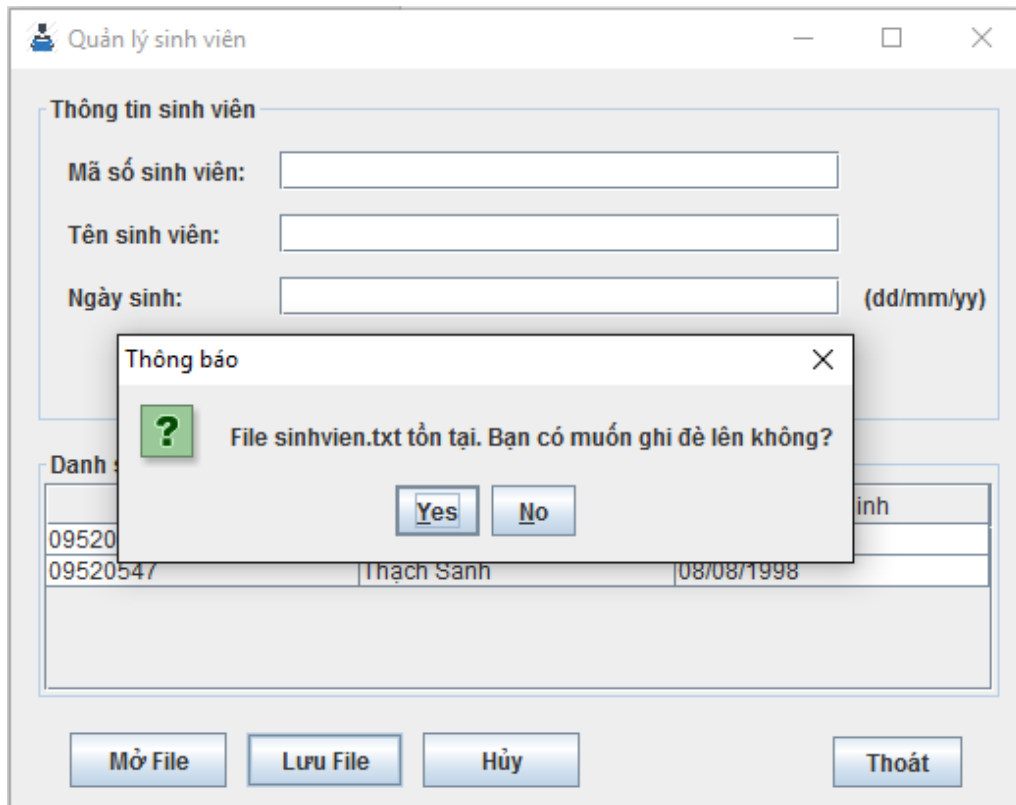 Quản lý sinh viên
Thông tin sinh viên
Mã số sinh viên:
Tên sinh viên:
Ngày sinh: (dd/mm/yy)
Thông báo
File sinhvien.txt tồn tại. Bạn có muốn ghi đè lên không?
Yes No
Danh
inh
09520
09520547 Thạch Sanh 08/08/1998
Mở File Lưu File Hủy Thoát